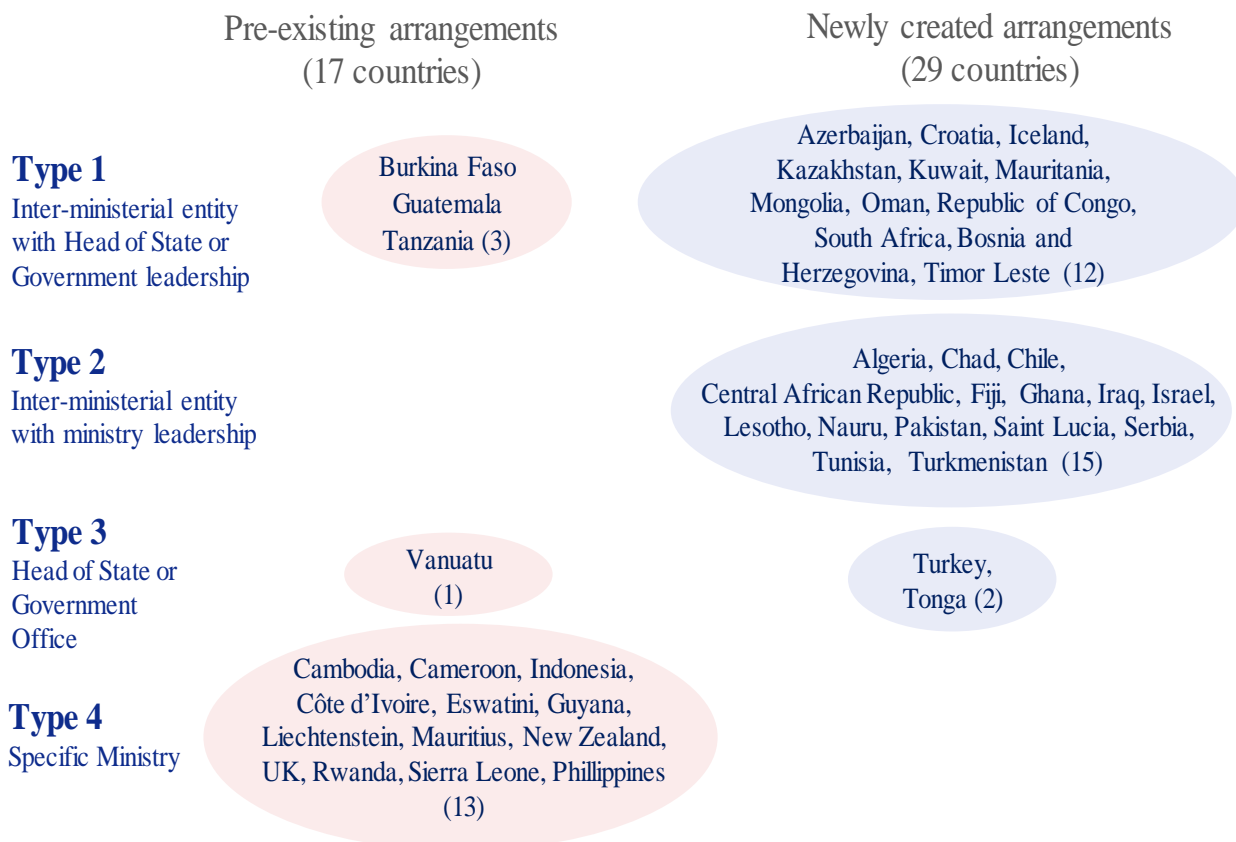 Pre-existing arrangements
(17 countries)
Newly created arrangements
(29 countries)
Type 1
Inter-ministerial entity
with Head of State or
Government leadership
Burkina Faso
Guatemala
Tanzania (3)
Azerbaijan, Croatia, Iceland,
Kazakhstan, Kuwait, Mauritania,
Mongolia, Oman, Republic of Congo,
South Africa, Bosnia and
Herzegovina, Timor Leste (12)
Type 2
Inter-ministerial entity
with ministry leadership
Algeria, Chad, Chile,
Central African Republic, Fiji, Ghana, Iraq, Israel,
Lesotho, Nauru, Pakistan, Saint Lucia, Serbia,
Tunisia, Turkmenistan (15)
Type 3
Head of State or
Government
Office
Vanuatu
(1)
Turkey,
Tonga (2)
Type 4
Specific Ministry
Cambodia, Cameroon, Indonesia,
Côte d’Ivoire, Eswatini, Guyana,
Liechtenstein, Mauritius, New Zealand,
UK, Rwanda, Sierra Leone, Phillippines
(13)